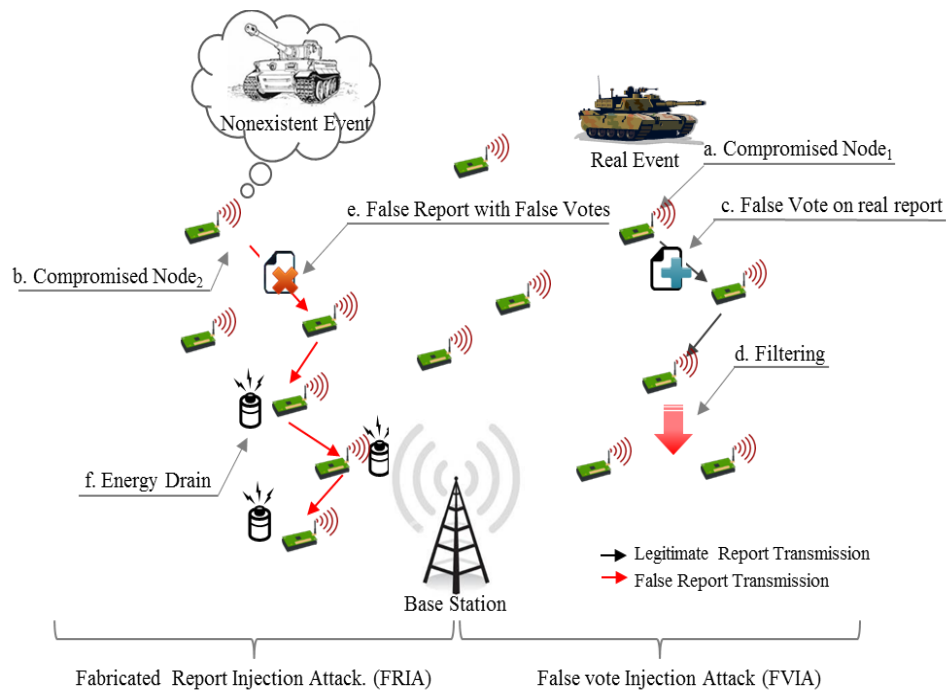 Nonexistent Event
Real Event
a. Compromised Node1
e. False Report with False Votes
c. False Vote on real report
b. Compromised Node2
d. Filtering
f. Energy Drain
Legitimate Report Transmission
False Report Transmission
Base Station
Fabricated Report Injection Attack. (FRIA)
False vote Injection Attack (FVIA)